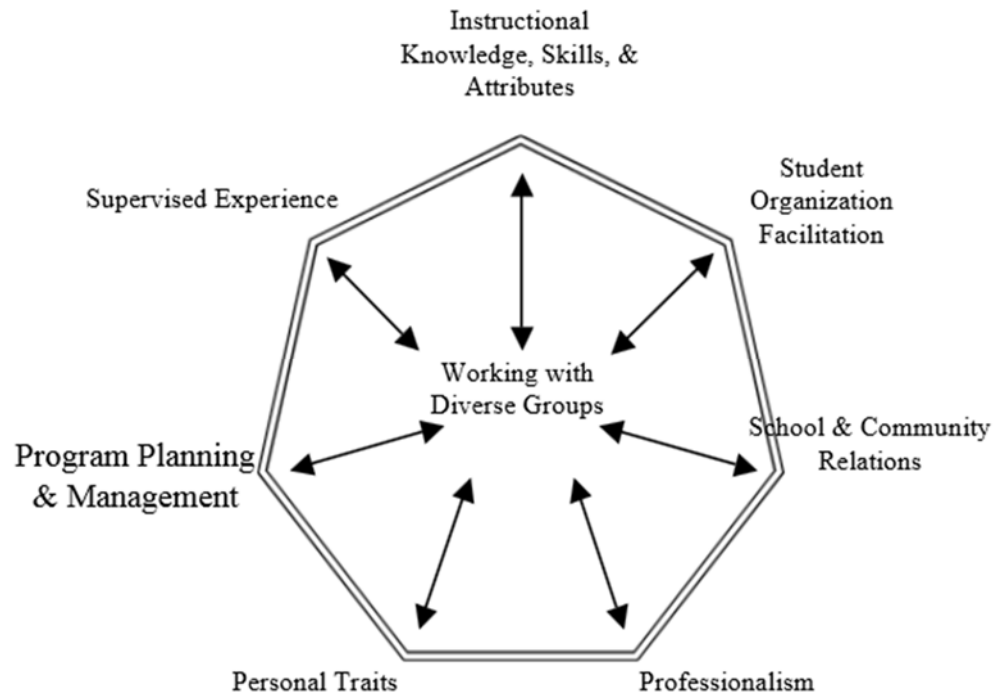 Instructional
Knowledge, Skills, &
Attributes
Student
Organization
Facilitation
Supervised Experience
Working with
Diverse Groups
School & Community
Relations
Program Planning
& Management
Personal Traits
Professionalism